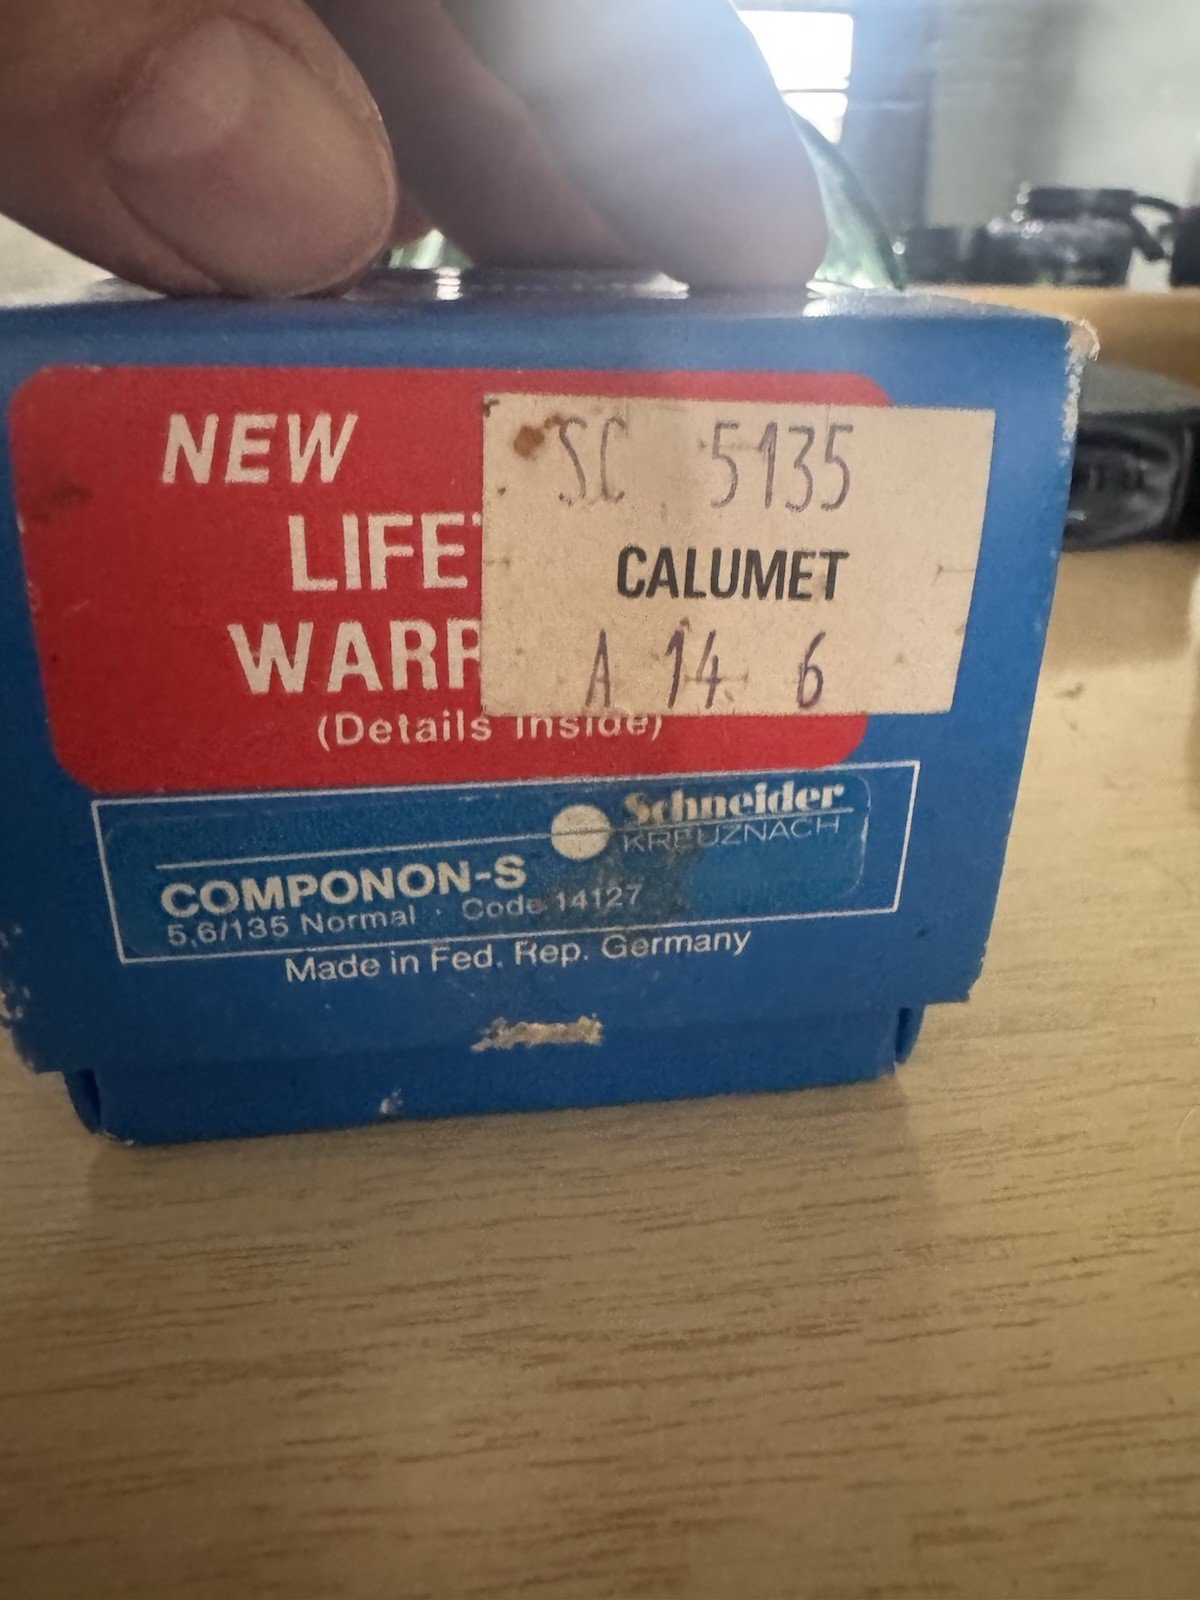 NEW
LIFE
WARR
(Details Inside)
SC 5135
CALUMET
A 14 6
Schneider
KREUZNACH
COMPONON-S
5,6/135 Normal · Code 14127
Made in Fed. Rep. Germany